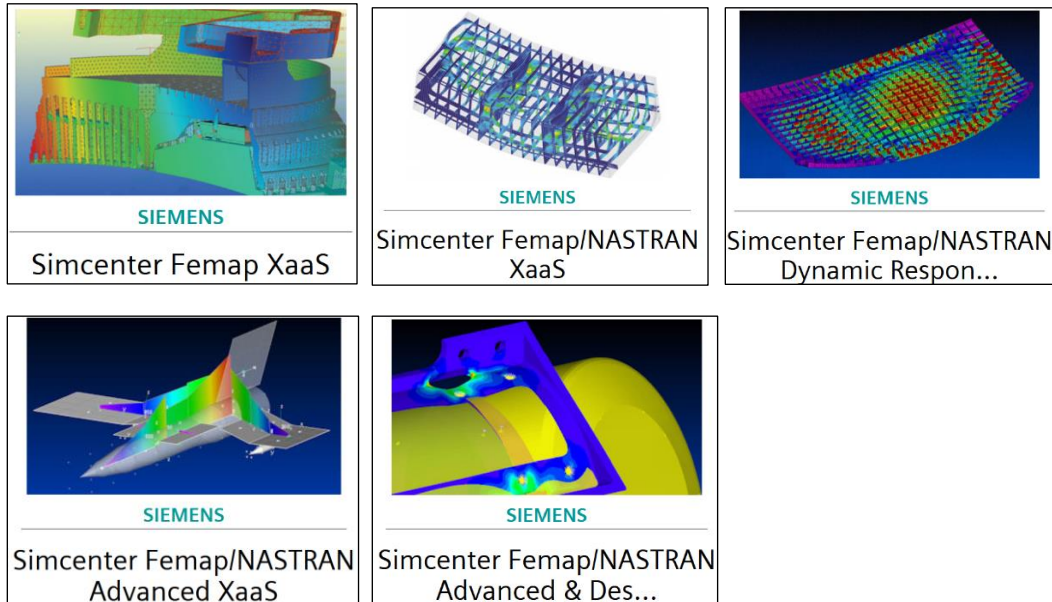 SIEMENS
Simcenter Femap XaaS
SIEMENS
Simcenter Femap/NASTRAN
XaaS
SIEMENS
Simcenter Femap/NASTRAN
Dynamic Respon...
SIEMENS
Simcenter Femap/NASTRAN
Advanced XaaS
SIEMENS
Simcenter Femap/NASTRAN
Advanced & Des...